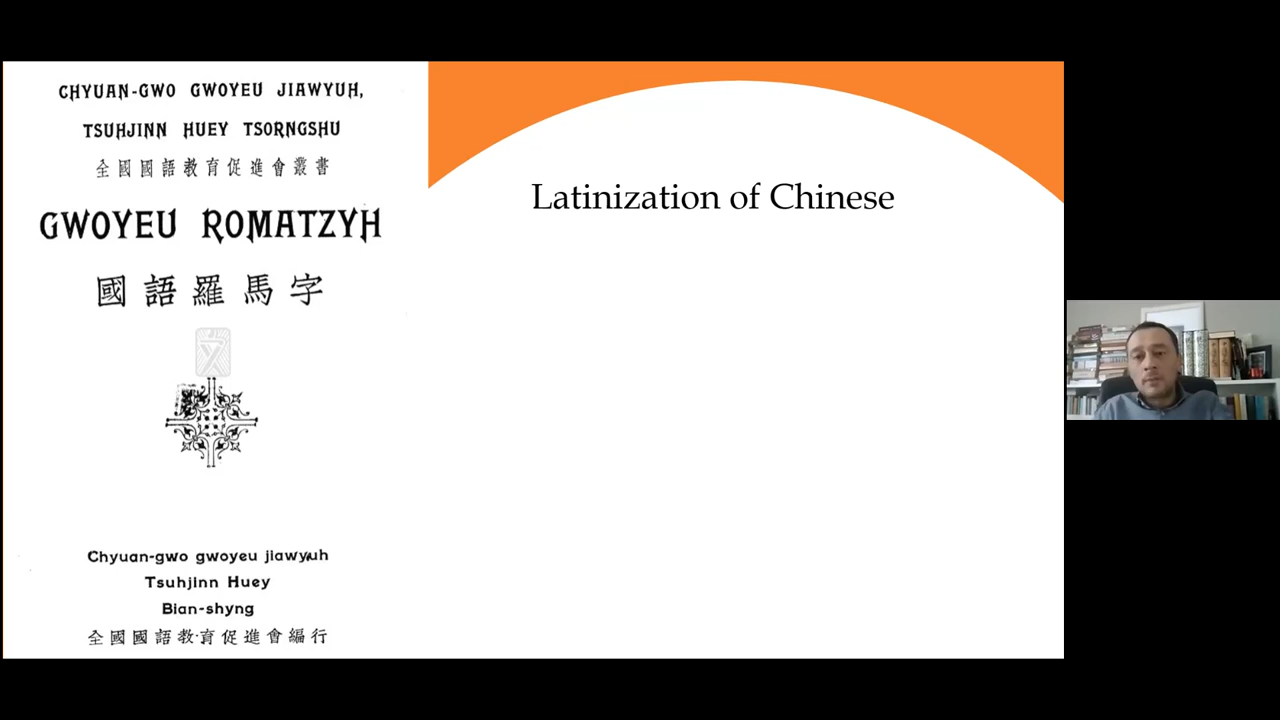 CHYUAN-GWO GWOYEU JIAWYUH,
TSUHJINN HUEY TSORNGSHU
全國國語教育促進會叢書
GWOYEU ROMATZYH
國語羅馬字
Chyuan-gwo gwoyeu jiawyuh
Tsuhjinn Huey
Bian-shyng
全國國語教育促進會編行
Latinization of Chinese